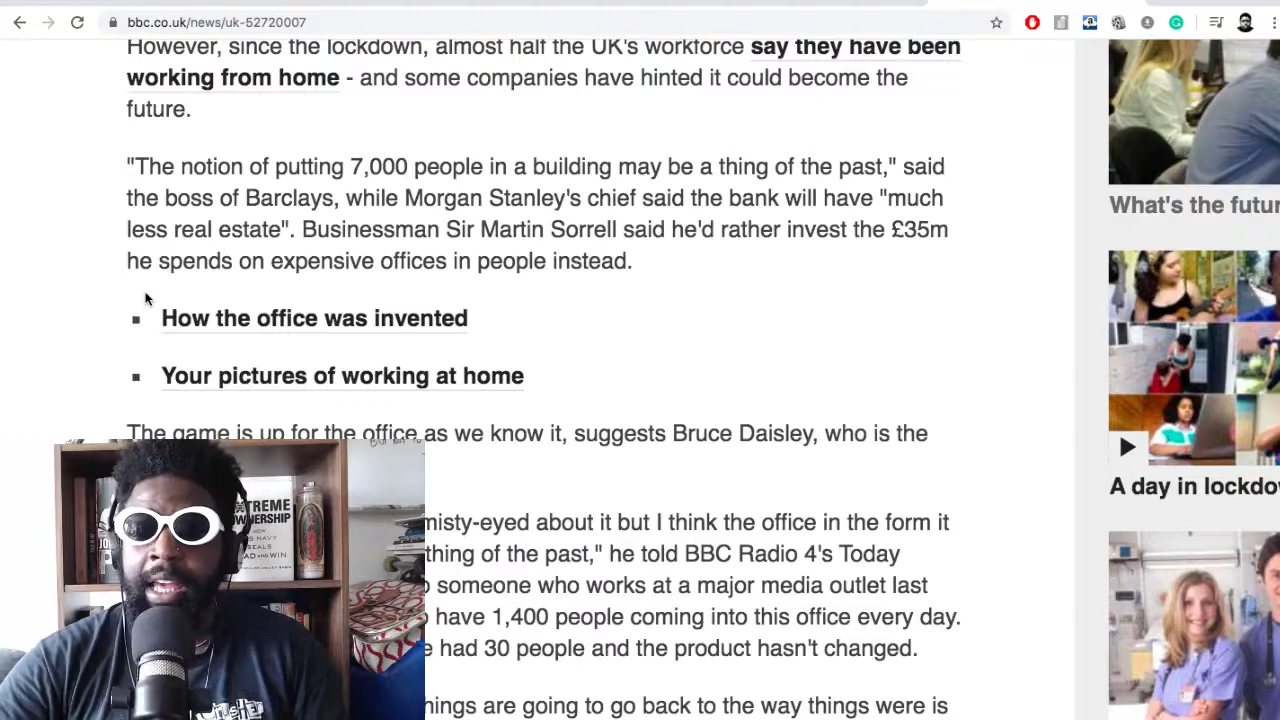 bbc.co.uk/news/uk-52720007
However, since the lockdown, almost half the UK's workforce say they have been
working from home - and some companies have hinted it could become the
future.
"The notion of putting 7,000 people in a building may be a thing of the past," said
the boss of Barclays, while Morgan Stanley's chief said the bank will have "much
less real estate". Businessman Sir Martin Sorrell said he'd rather invest the £35m
he spends on expensive offices in people instead.
How the office was invented
Your pictures of working at home
The game is up for the office as we know it, suggests Bruce Daisley, who is the
misty-eyed about it but I think the office in the form it
thing of the past," he told BBC Radio 4's Today
someone who works at a major media outlet last
have 1,400 people coming into this office every day.
had 30 people and the product hasn't changed.
things are going to go back to the way things were is
What's the futur
A day in lockdo
XTREME
OWNERSHIP